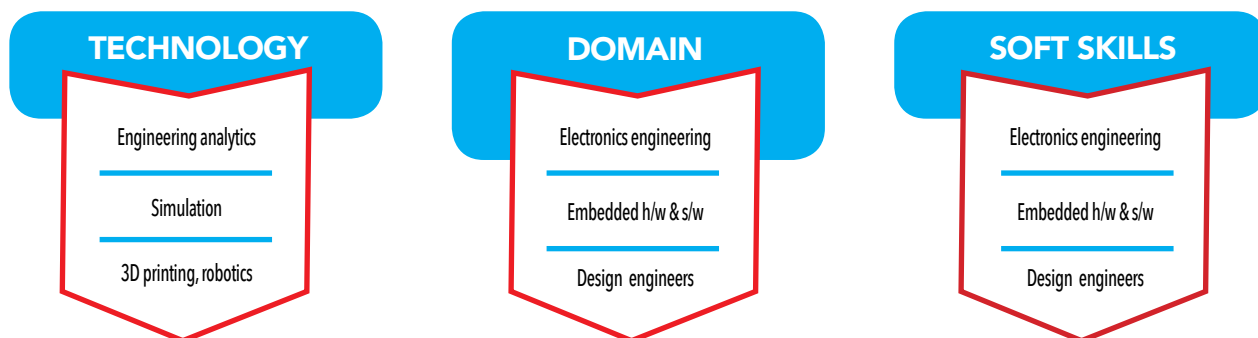 TECHNOLOGY
Engineering analytics
Simulation
3D printing, robotics
DOMAIN
Electronics engineering
Embedded h/w & s/w
Design engineers
SOFT SKILLS
Electronics engineering
Embedded h/w & s/w
Design engineers